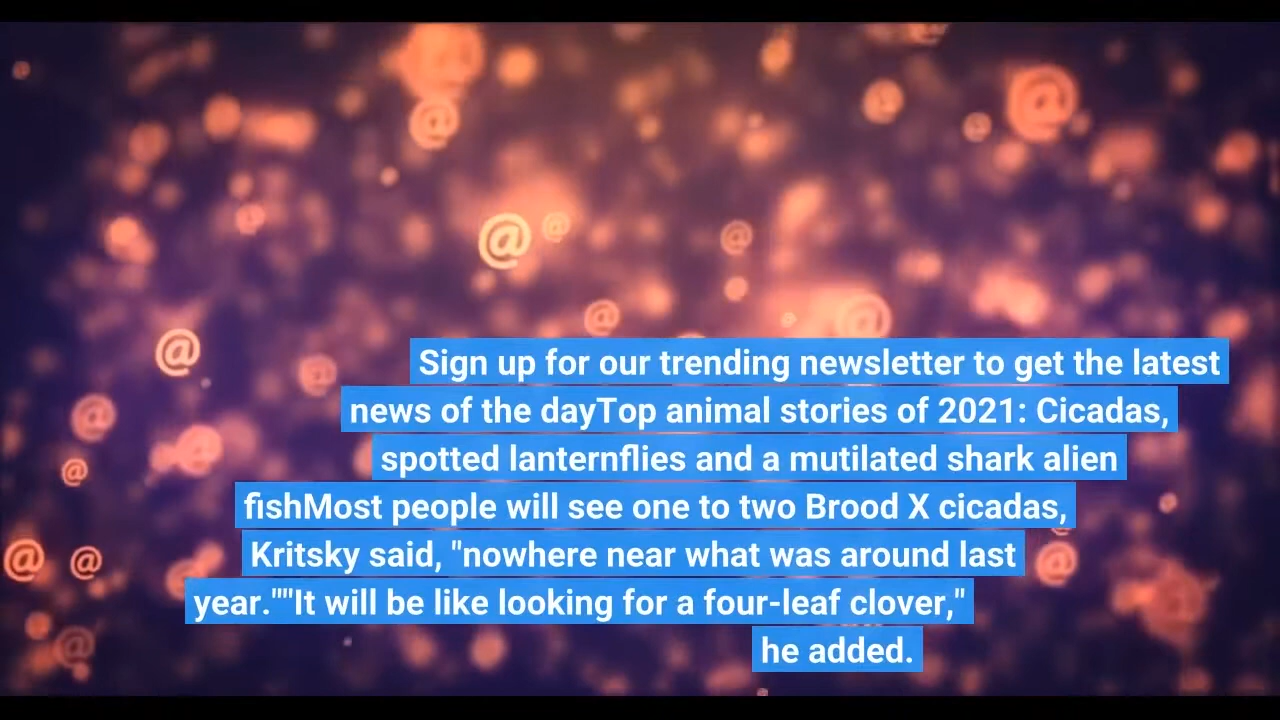 Sign up for our trending newsletter to get the latest
news of the dayTop animal stories of 2021: Cicadas,
spotted lanternflies and a mutilated shark alien
fishMost people will see one to two Brood X cicadas,
Kritsky said, "nowhere near what was around last
year.""It will be like looking for a four-leaf clover,"
he added.